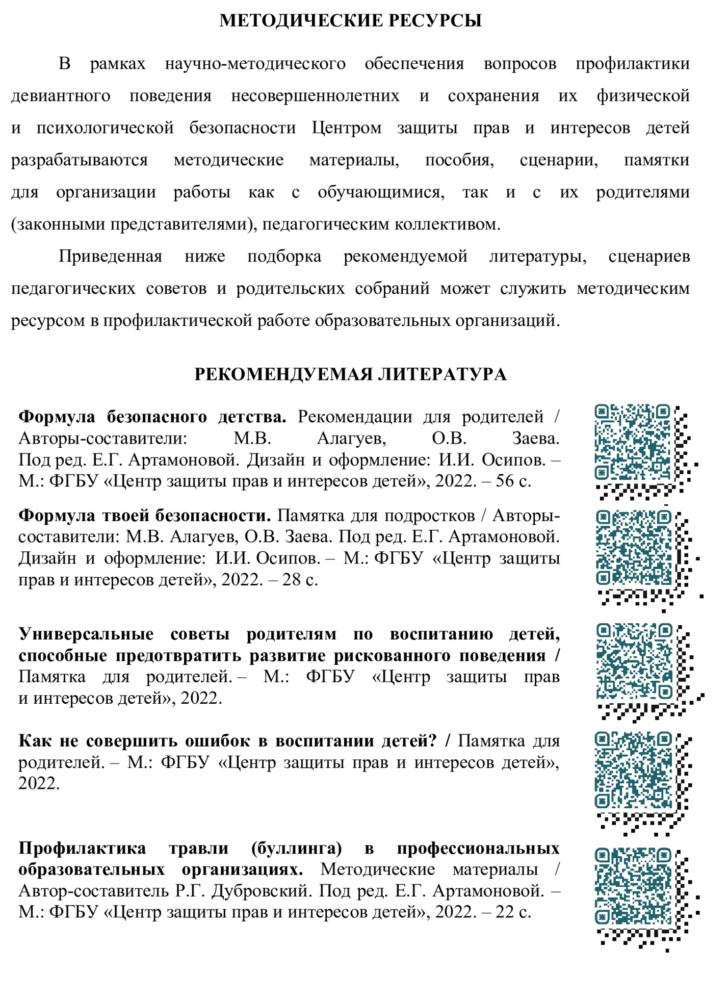 МЕТОДИЧЕСКИЕ РЕСУРСЫ
В рамках научно-методического обеспечения вопросов профилактики
девиантного поведения несовершеннолетних и сохранения их физической
и психологической безопасности Центром защиты прав и интересов детей
разрабатываются методические материалы, пособия, сценарии, памятки
для организации работы как с обучающимися, так и с их родителями
(законными представителями), педагогическим коллективом.
Приведенная ниже подборка рекомендуемой литературы, сценариев
педагогических советов и родительских собраний может служить методическим
ресурсом в профилактической работе образовательных организаций.
РЕКОМЕНДУЕМАЯ ЛИТЕРАТУРА
Формула безопасного детства. Рекомендации для родителей /
Авторы-составители: М.В. Алагуев, О.В. Заева.
Под ред. Е.Г. Артамоновой. Дизайн и оформление: И.И. Осипов. –
М.: ФГБУ «Центр защиты прав и интересов детей», 2022. – 56 с.
Формула твоей безопасности. Памятка для подростков / Авторы-
составители: М.В. Алагуев, О.В. Заева. Под ред. Е.Г. Артамоновой.
Дизайн и оформление: И.И. Осипов. – М.: ФГБУ «Центр защиты
прав и интересов детей», 2022. – 28 с.
Универсальные советы родителям по воспитанию детей,
способные предотвратить развитие рискованного поведения /
Памятка для родителей. – М.: ФГБУ «Центр защиты прав
и интересов детей», 2022.
Как не совершить ошибок в воспитании детей? / Памятка для
родителей. – М.: ФГБУ «Центр защиты прав и интересов детей»,
2022.
Профилактика травли (буллинга) в профессиональных
образовательных организациях. Методические материалы /
Автор-составитель Р.Г. Дубровский. Под ред. Е.Г. Артамоновой. –
М.: ФГБУ «Центр защиты прав и интересов детей», 2022. – 22 с.